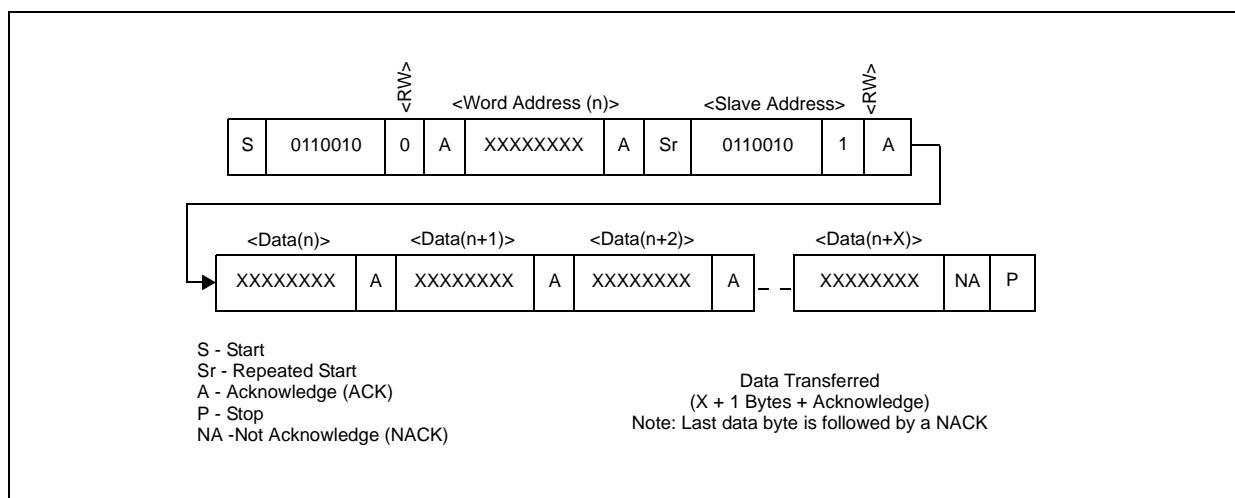 <RW> <Word Address (n)> <Slave Address> <RW>
S 0110010 0 A XXXXXXXX A Sr 0110010 1 A
<Data(n)> <Data(n+1)> <Data(n+2)> <Data(n+X)>
XXXXXXXX A XXXXXXXX A XXXXXXXX A XXXXXXXX NA P
S - Start
Sr - Repeated Start
A - Acknowledge (ACK)
P - Stop
NA -Not Acknowledge (NACK)
Data Transferred
(X + 1 Bytes + Acknowledge)
Note: Last data byte is followed by a NACK